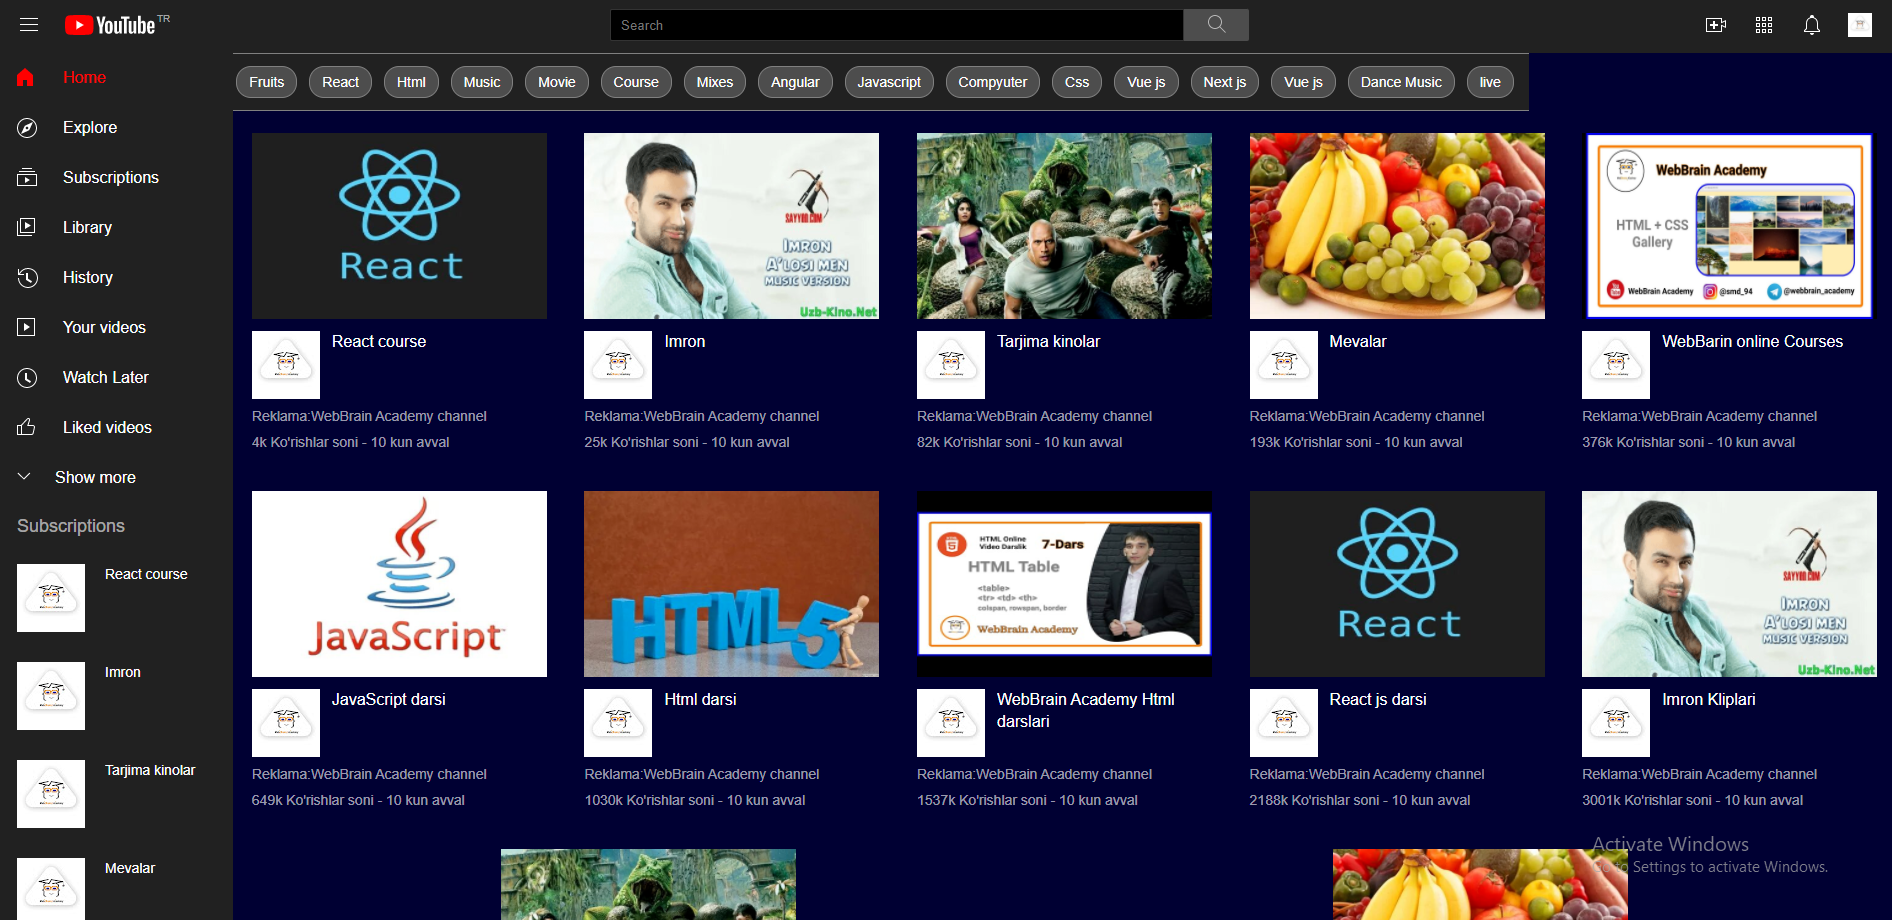 YouTube TR
Search
Home
Explore
Subscriptions
Library
History
Your videos
Watch Later
Liked videos
Show more
Subscriptions
React course
Imron
Tarjima kinolar
Mevalar
Fruits React Html Music Movie Course Mixes Angular Javascript Compyuter Css Vue js Next js Vue js Dance Music live
React
SAYYOD.COM
IMRON
A'LOSI MEN
MUSIC VERSION
Uzb-Kino.Net
WebBrain Academy
HTML + CSS
Gallery
WebBrain Academy @smd_94 @webbrain_academy
React course
Reklama:WebBrain Academy channel
4k Ko'rishlar soni - 10 kun avval
Imron
Reklama:WebBrain Academy channel
25k Ko'rishlar soni - 10 kun avval
Tarjima kinolar
Reklama:WebBrain Academy channel
82k Ko'rishlar soni - 10 kun avval
Mevalar
Reklama:WebBrain Academy channel
193k Ko'rishlar soni - 10 kun avval
WebBarin online Courses
Reklama:WebBrain Academy channel
376k Ko'rishlar soni - 10 kun avval
JavaScript
HTML5
HTML Online
Video Darslik
7-Dars
HTML Table
<table>
<tr> <td> <th>
colspan, rowspan, border
WebBrain Academy
React
SAYYOD.COM
IMRON
A'LOSI MEN
MUSIC VERSION
Uzb-Kino.Net
JavaScript darsi
Reklama:WebBrain Academy channel
649k Ko'rishlar soni - 10 kun avval
Html darsi
Reklama:WebBrain Academy channel
1030k Ko'rishlar soni - 10 kun avval
WebBrain Academy Html
darslari
Reklama:WebBrain Academy channel
1537k Ko'rishlar soni - 10 kun avval
React js darsi
Reklama:WebBrain Academy channel
2188k Ko'rishlar soni - 10 kun avval
Imron Kliplari
Reklama:WebBrain Academy channel
3001k Ko'rishlar soni - 10 kun avval
Activate Windows
Go to Settings to activate Windows.